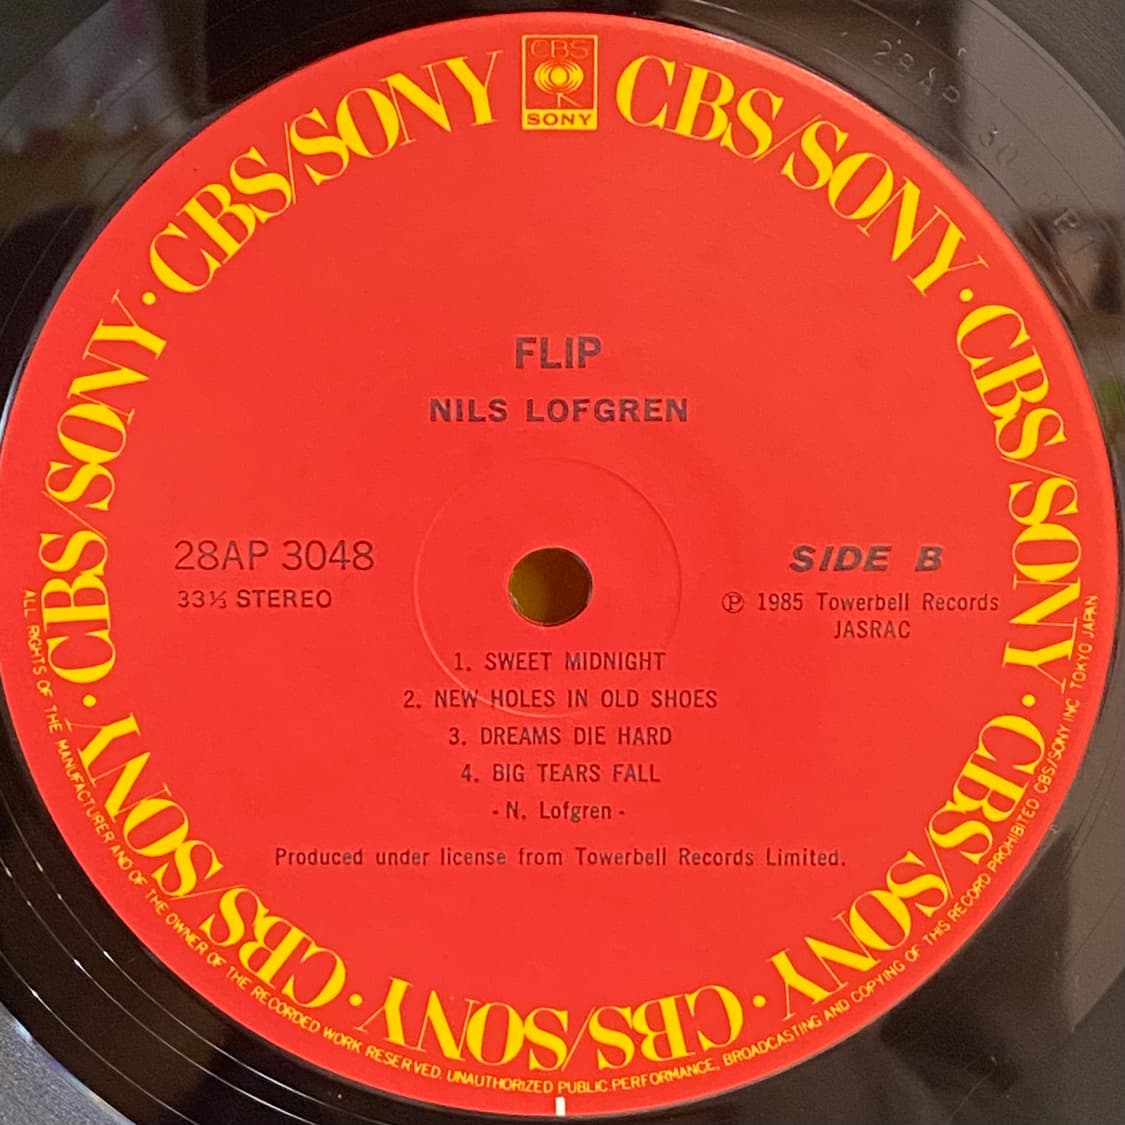 CBS
SONY
CBS/SONY · CBS/SONY · CBS/SONY · CBS/SONY · CBS/SONY · CBS/SONY · CBS/SONY · CBS/SONY
FLIP
NILS LOFGREN
28AP 3048
33⅓ STEREO
SIDE B
Ⓟ 1985 Towerbell Records
JASRAC
1. SWEET MIDNIGHT
2. NEW HOLES IN OLD SHOES
3. DREAMS DIE HARD
4. BIG TEARS FALL
- N. Lofgren -
Produced under license from Towerbell Records Limited.
ALL RIGHTS OF THE MANUFACTURER AND OF THE OWNER OF THE RECORDED WORK RESERVED. UNAUTHORIZED PUBLIC PERFORMANCE, BROADCASTING AND COPYING OF THIS RECORD PROHIBITED CBS/SONY INC TOKYO JAPAN
28AP